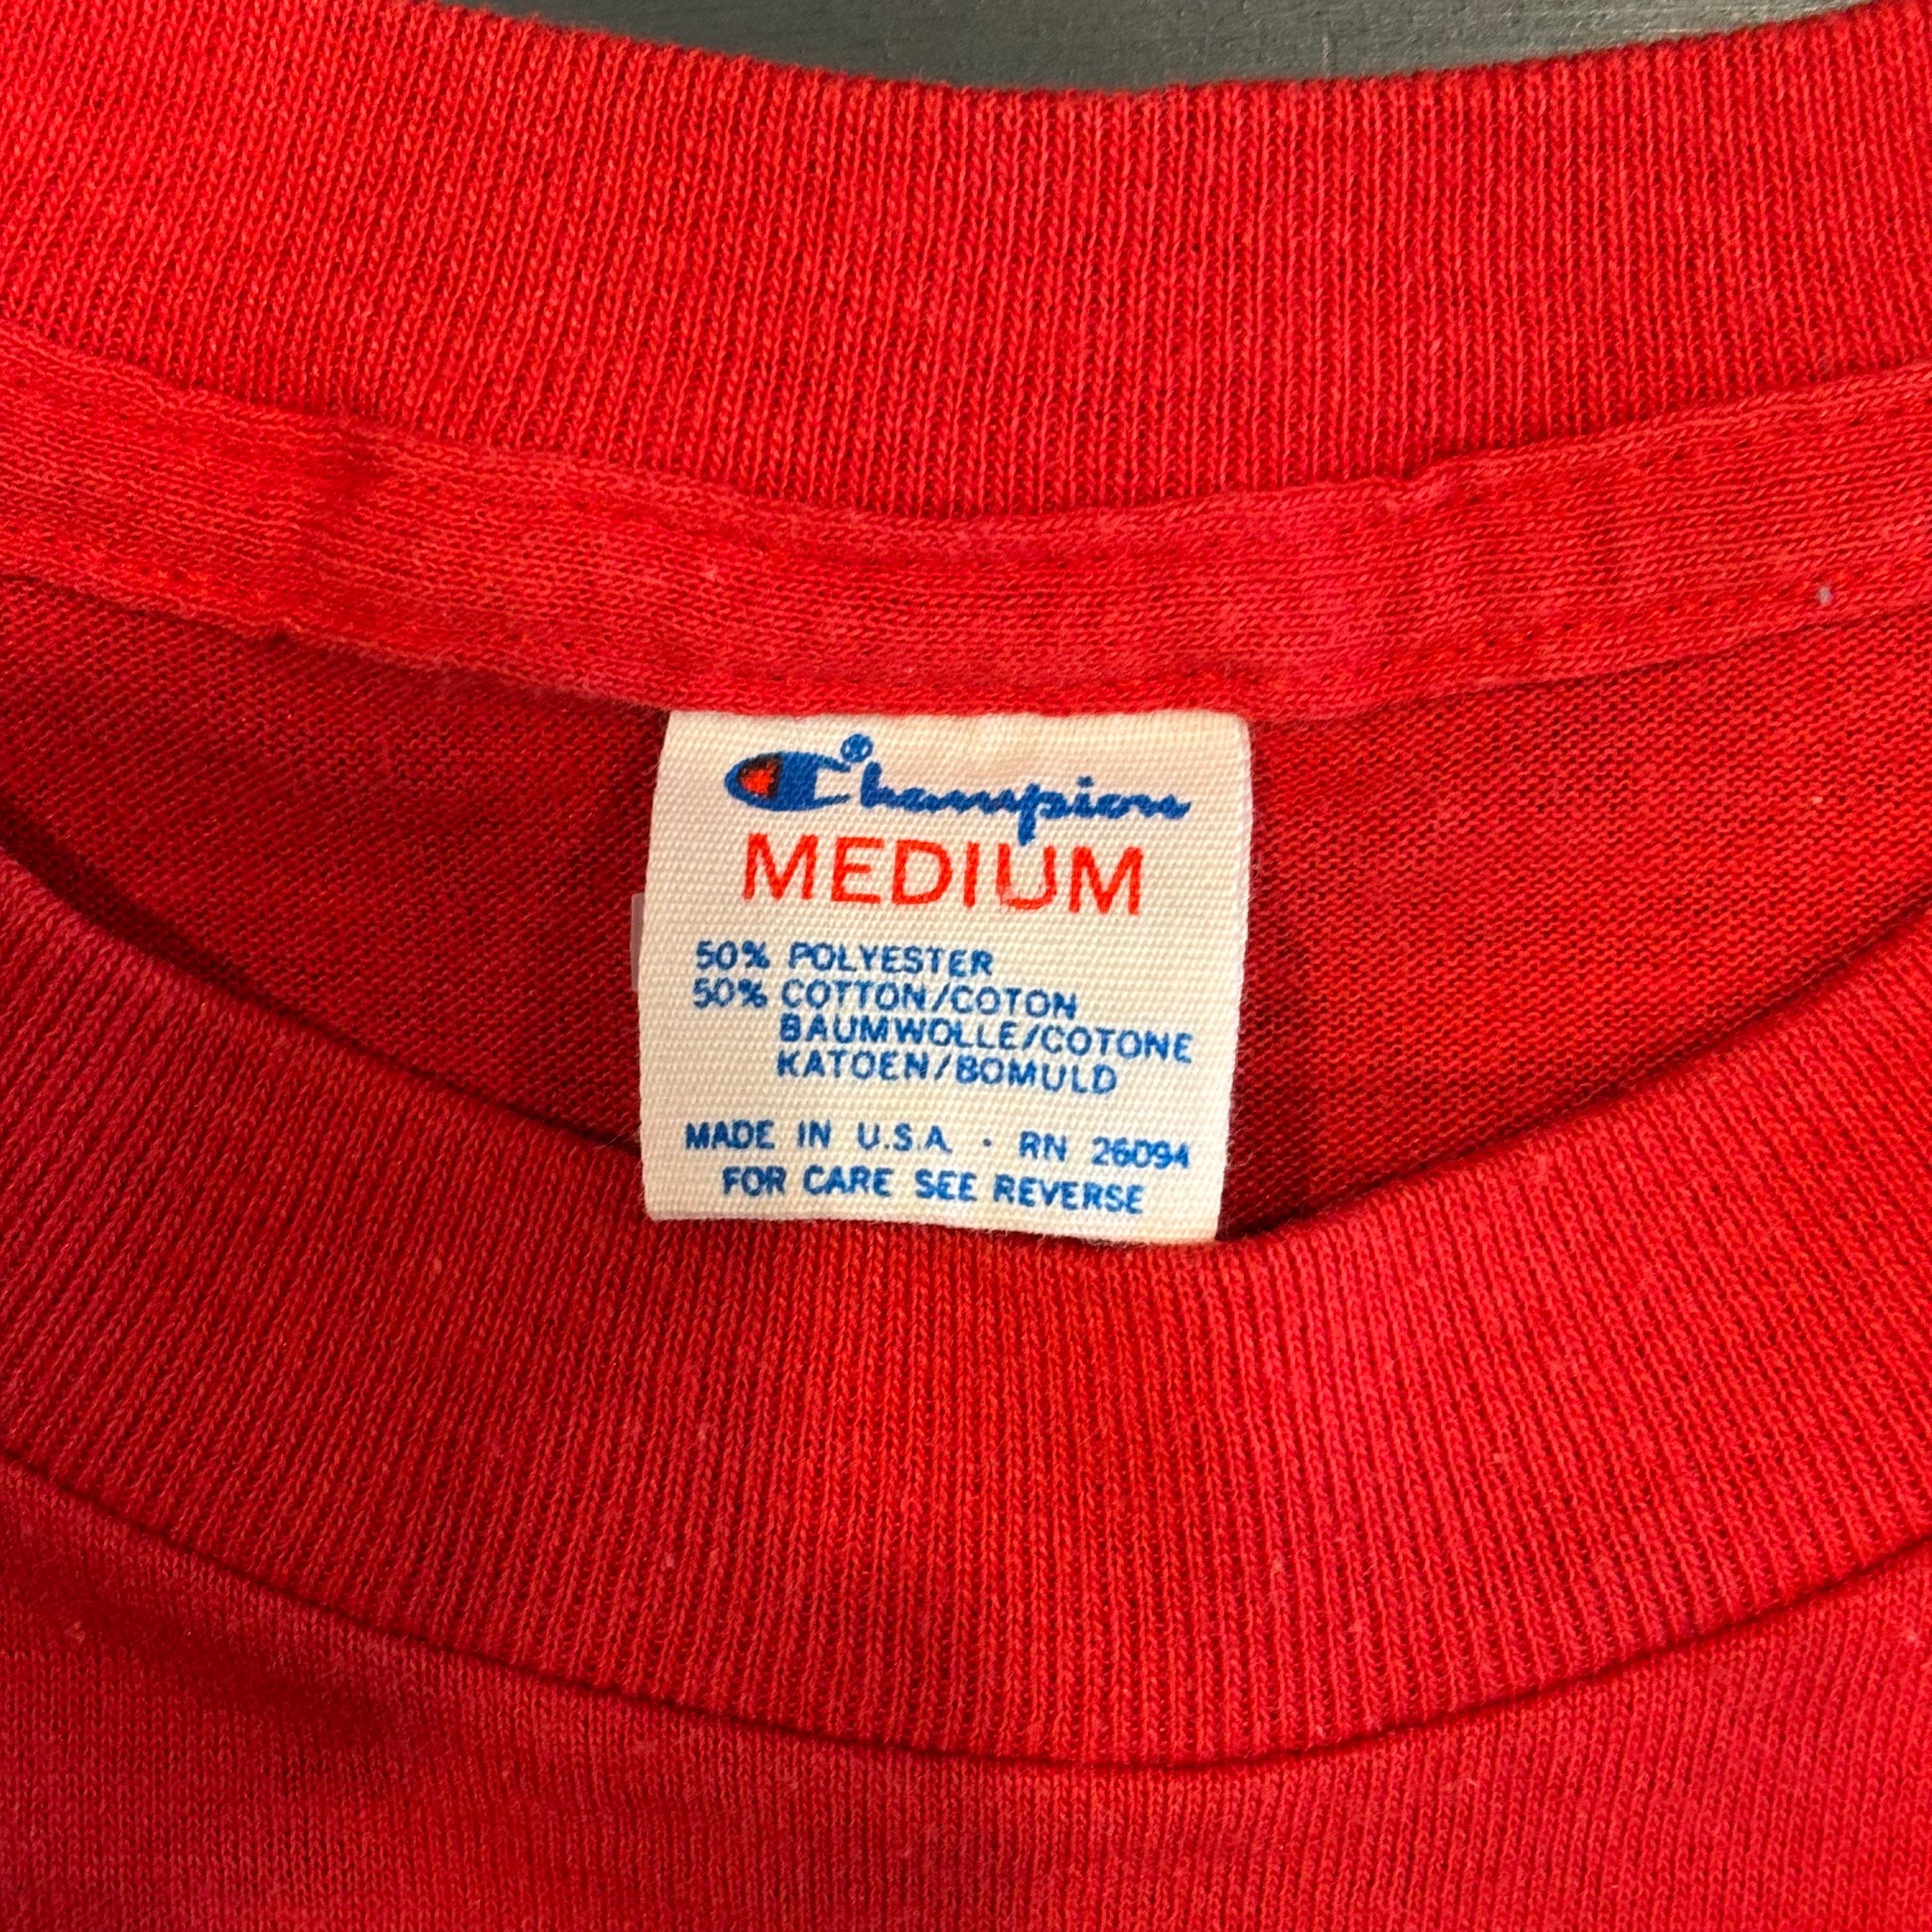 Champion®
MEDIUM
50% POLYESTER
50% COTTON/COTON
BAUMWOLLE/COTONE
KATOEN/BOMULD
MADE IN U.S.A. · RN 26094
FOR CARE SEE REVERSE